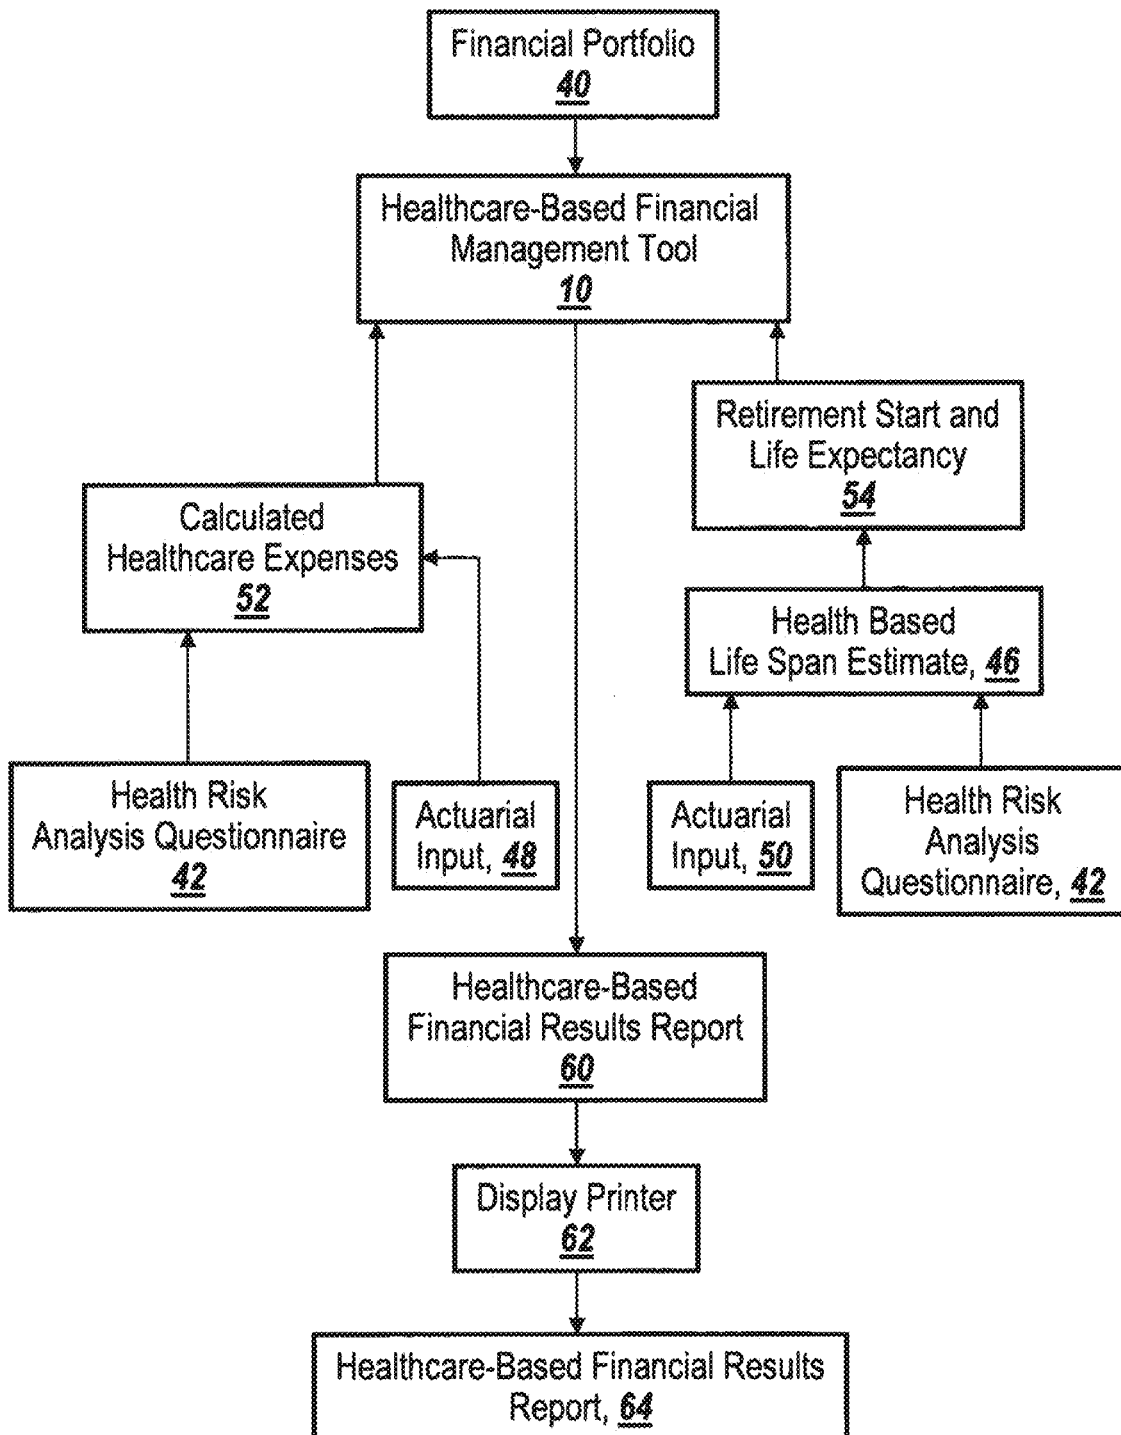 Financial Portfolio
40
Healthcare-Based Financial
Management Tool
10
Retirement Start and
Life Expectancy
54
Calculated
Healthcare Expenses
52
Health Based
Life Span Estimate, 46
Health Risk
Analysis Questionnaire
42
Actuarial
Input, 48
Actuarial
Input, 50
Health Risk
Analysis
Questionnaire, 42
Healthcare-Based
Financial Results Report
60
Display Printer
62
Healthcare-Based Financial Results
Report, 64